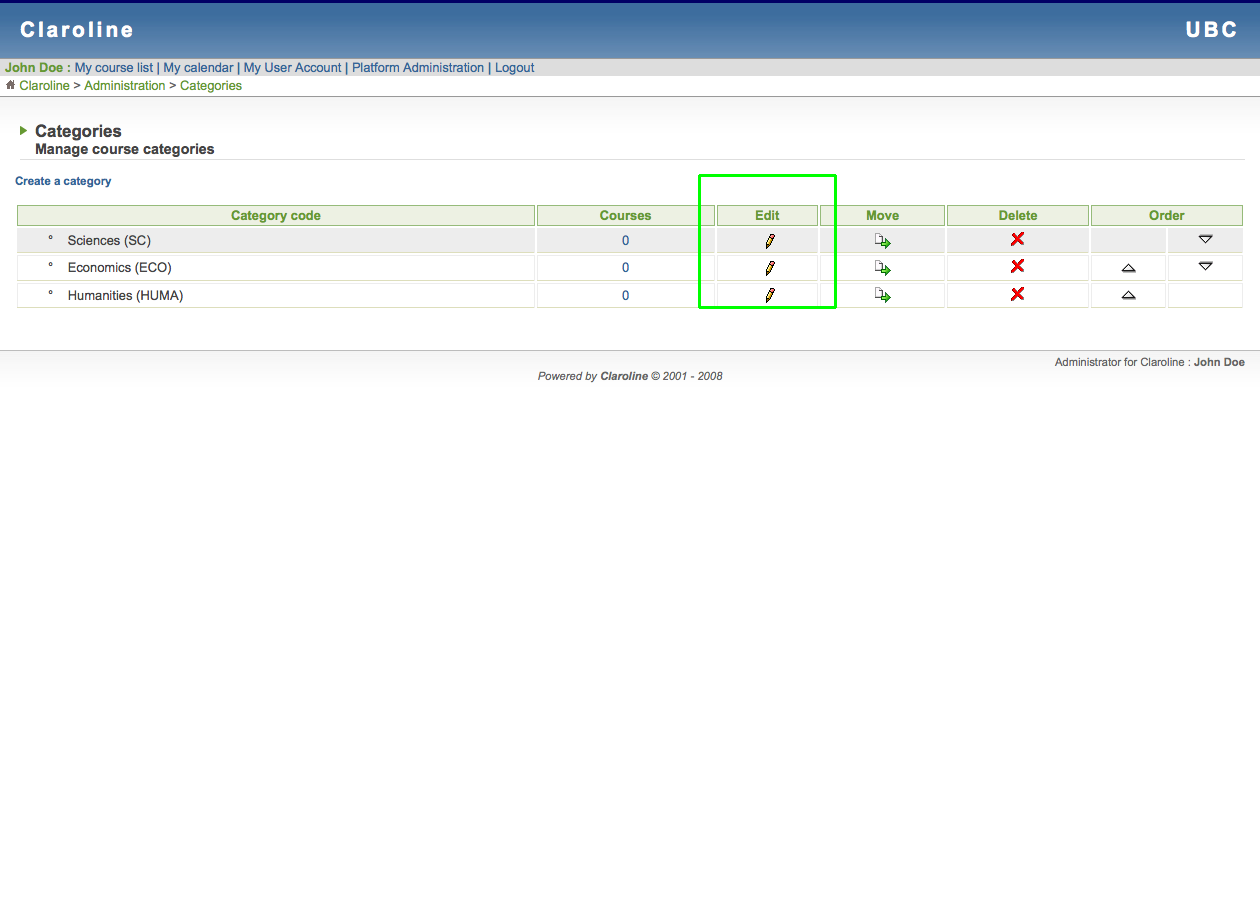 Claroline UBC
John Doe : My course list | My calendar | My User Account | Platform Administration | Logout
Claroline > Administration > Categories
Categories
Manage course categories
Create a category
Category code Courses Edit Move Delete Order
° Sciences (SC) 0
° Economics (ECO) 0
° Humanities (HUMA) 0
Administrator for Claroline : John Doe
Powered by Claroline © 2001 - 2008